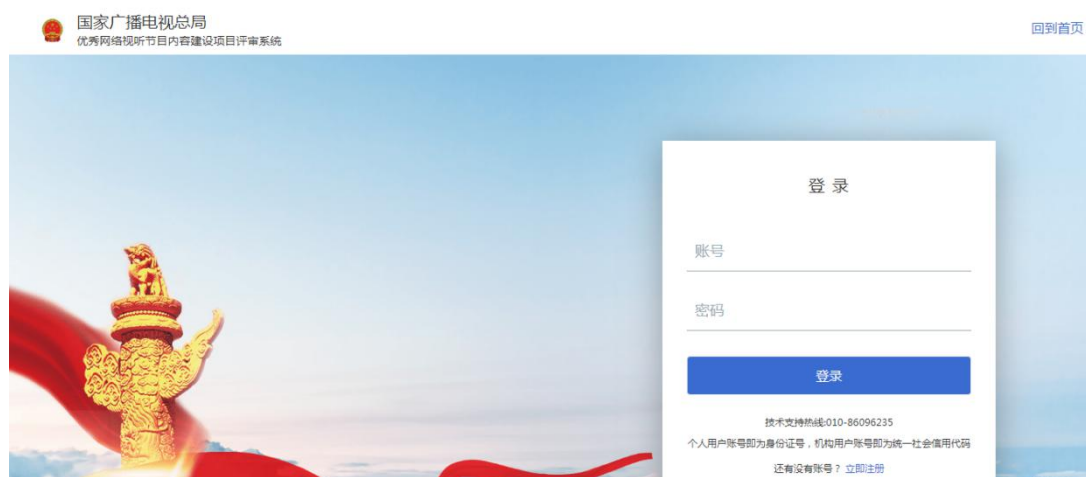 国家广播电视总局
优秀网络视听节目内容建设项目评审系统
回到首页
登 录
账号
密码
登录
技术支持热线:010-86096235
个人用户账号即为身份证号，机构用户账号即为统一社会信用代码
还有没有账号？ 立即注册